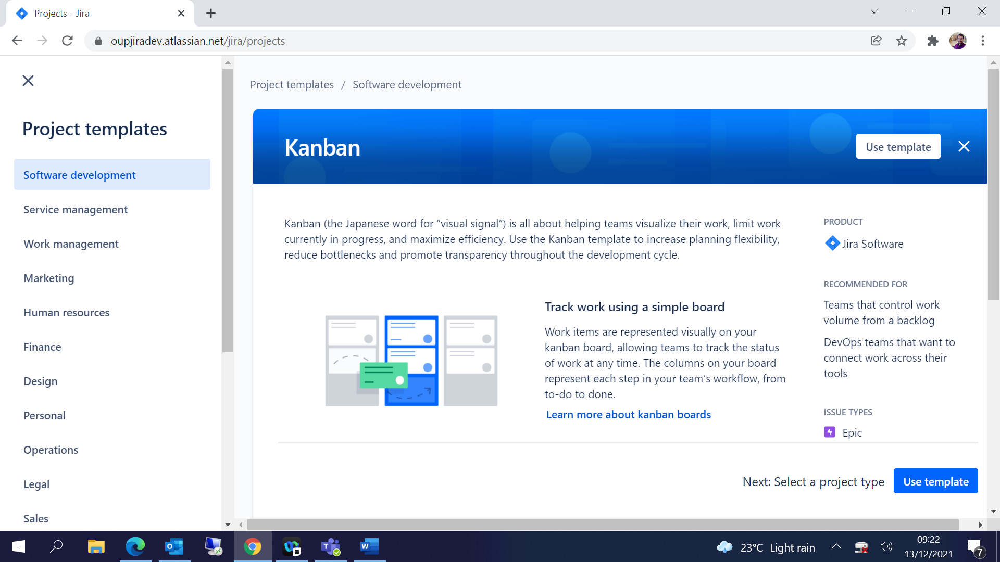 Projects - Jira
oupjiradev.atlassian.net/jira/projects
Project templates
Software development
Service management
Work management
Marketing
Human resources
Finance
Design
Personal
Operations
Legal
Sales
Project templates / Software development
Kanban
Use template
Kanban (the Japanese word for “visual signal”) is all about helping teams visualize their work, limit work
currently in progress, and maximize efficiency. Use the Kanban template to increase planning flexibility,
reduce bottlenecks and promote transparency throughout the development cycle.
Track work using a simple board
Work items are represented visually on your
kanban board, allowing teams to track the status
of work at any time. The columns on your board
represent each step in your team’s workflow, from
to-do to done.
Learn more about kanban boards
PRODUCT
Jira Software
RECOMMENDED FOR
Teams that control work
volume from a backlog
DevOps teams that want to
connect work across their
tools
ISSUE TYPES
Epic
Next: Select a project type
Use template
23°C Light rain
09:22
13/12/2021
7